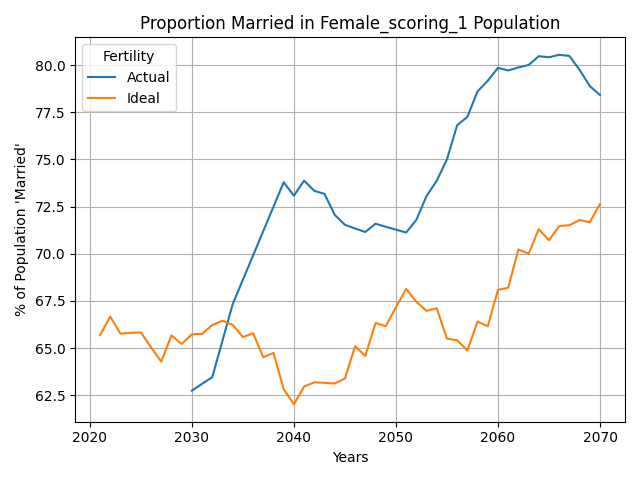 Proportion Married in Female_scoring_1 Population
Fertility
Actual
Ideal
% of Population 'Married'
80.0
77.5
75.0
72.5
70.0
67.5
65.0
62.5
2020
2030
2040
2050
2060
2070
Years